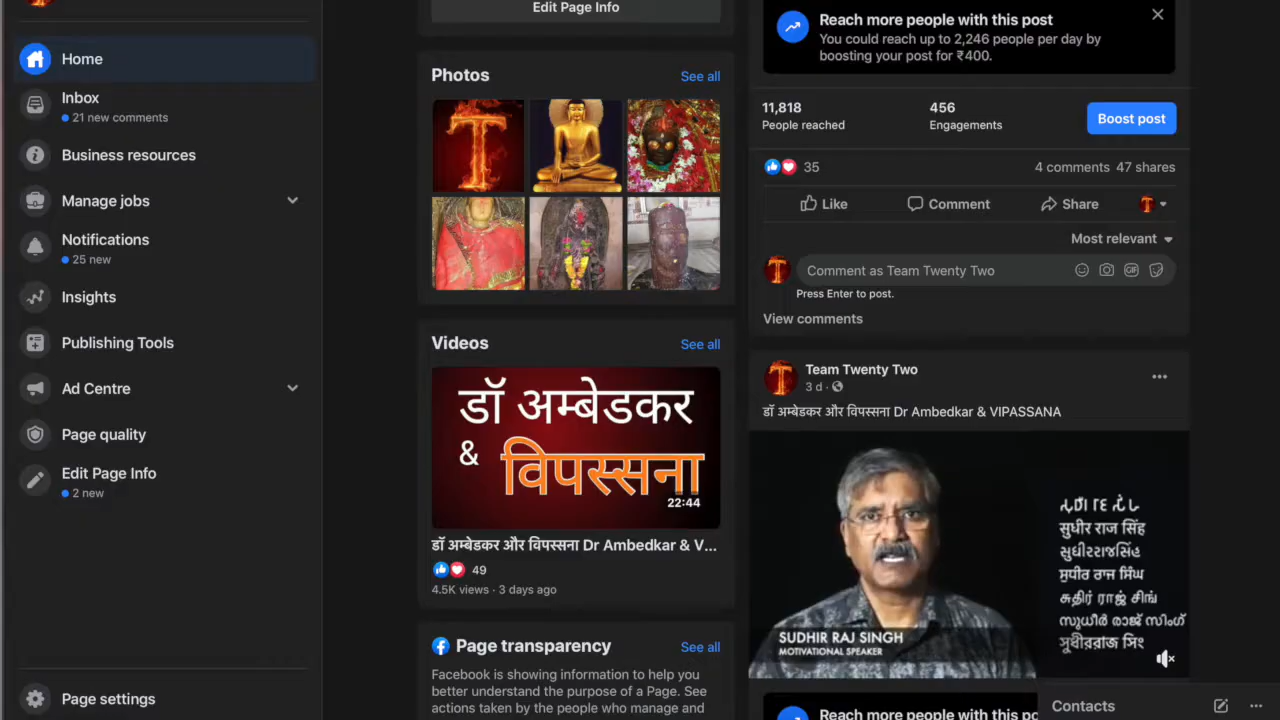 Home
Inbox
21 new comments
Business resources
Manage jobs
Notifications
25 new
Insights
Publishing Tools
Ad Centre
Page quality
Edit Page Info
2 new
Page settings
Edit Page Info
Photos
See all
T
Videos
See all
डॉ अम्बेडकर
&
विपस्सना
22:44
डॉ अम्बेडकर और विपस्सना Dr Ambedkar & V...
49
4.5K views · 3 days ago
Page transparency
See all
Facebook is showing information to help you
better understand the purpose of a Page. See
actions taken by the people who manage and
Reach more people with this post
You could reach up to 2,246 people per day by
boosting your post for ₹400.
11,818
People reached
456
Engagements
Boost post
35
4 comments 47 shares
Like
Comment
Share
Most relevant
Comment as Team Twenty Two
GIF
Press Enter to post.
View comments
Team Twenty Two
3 d ·
डॉ अम्बेडकर और विपस्सना Dr Ambedkar & VIPASSANA
सुधीर राज सिंह
ਸੁਧੀਰ ਰਾਜ ਸਿੰਘ
சுதிர் ராஜ் சிங்
സുധീർ രാജ് സിംഗ്
SUDHIR RAJ SINGH
MOTIVATIONAL SPEAKER
Reach more people with this po
Contacts